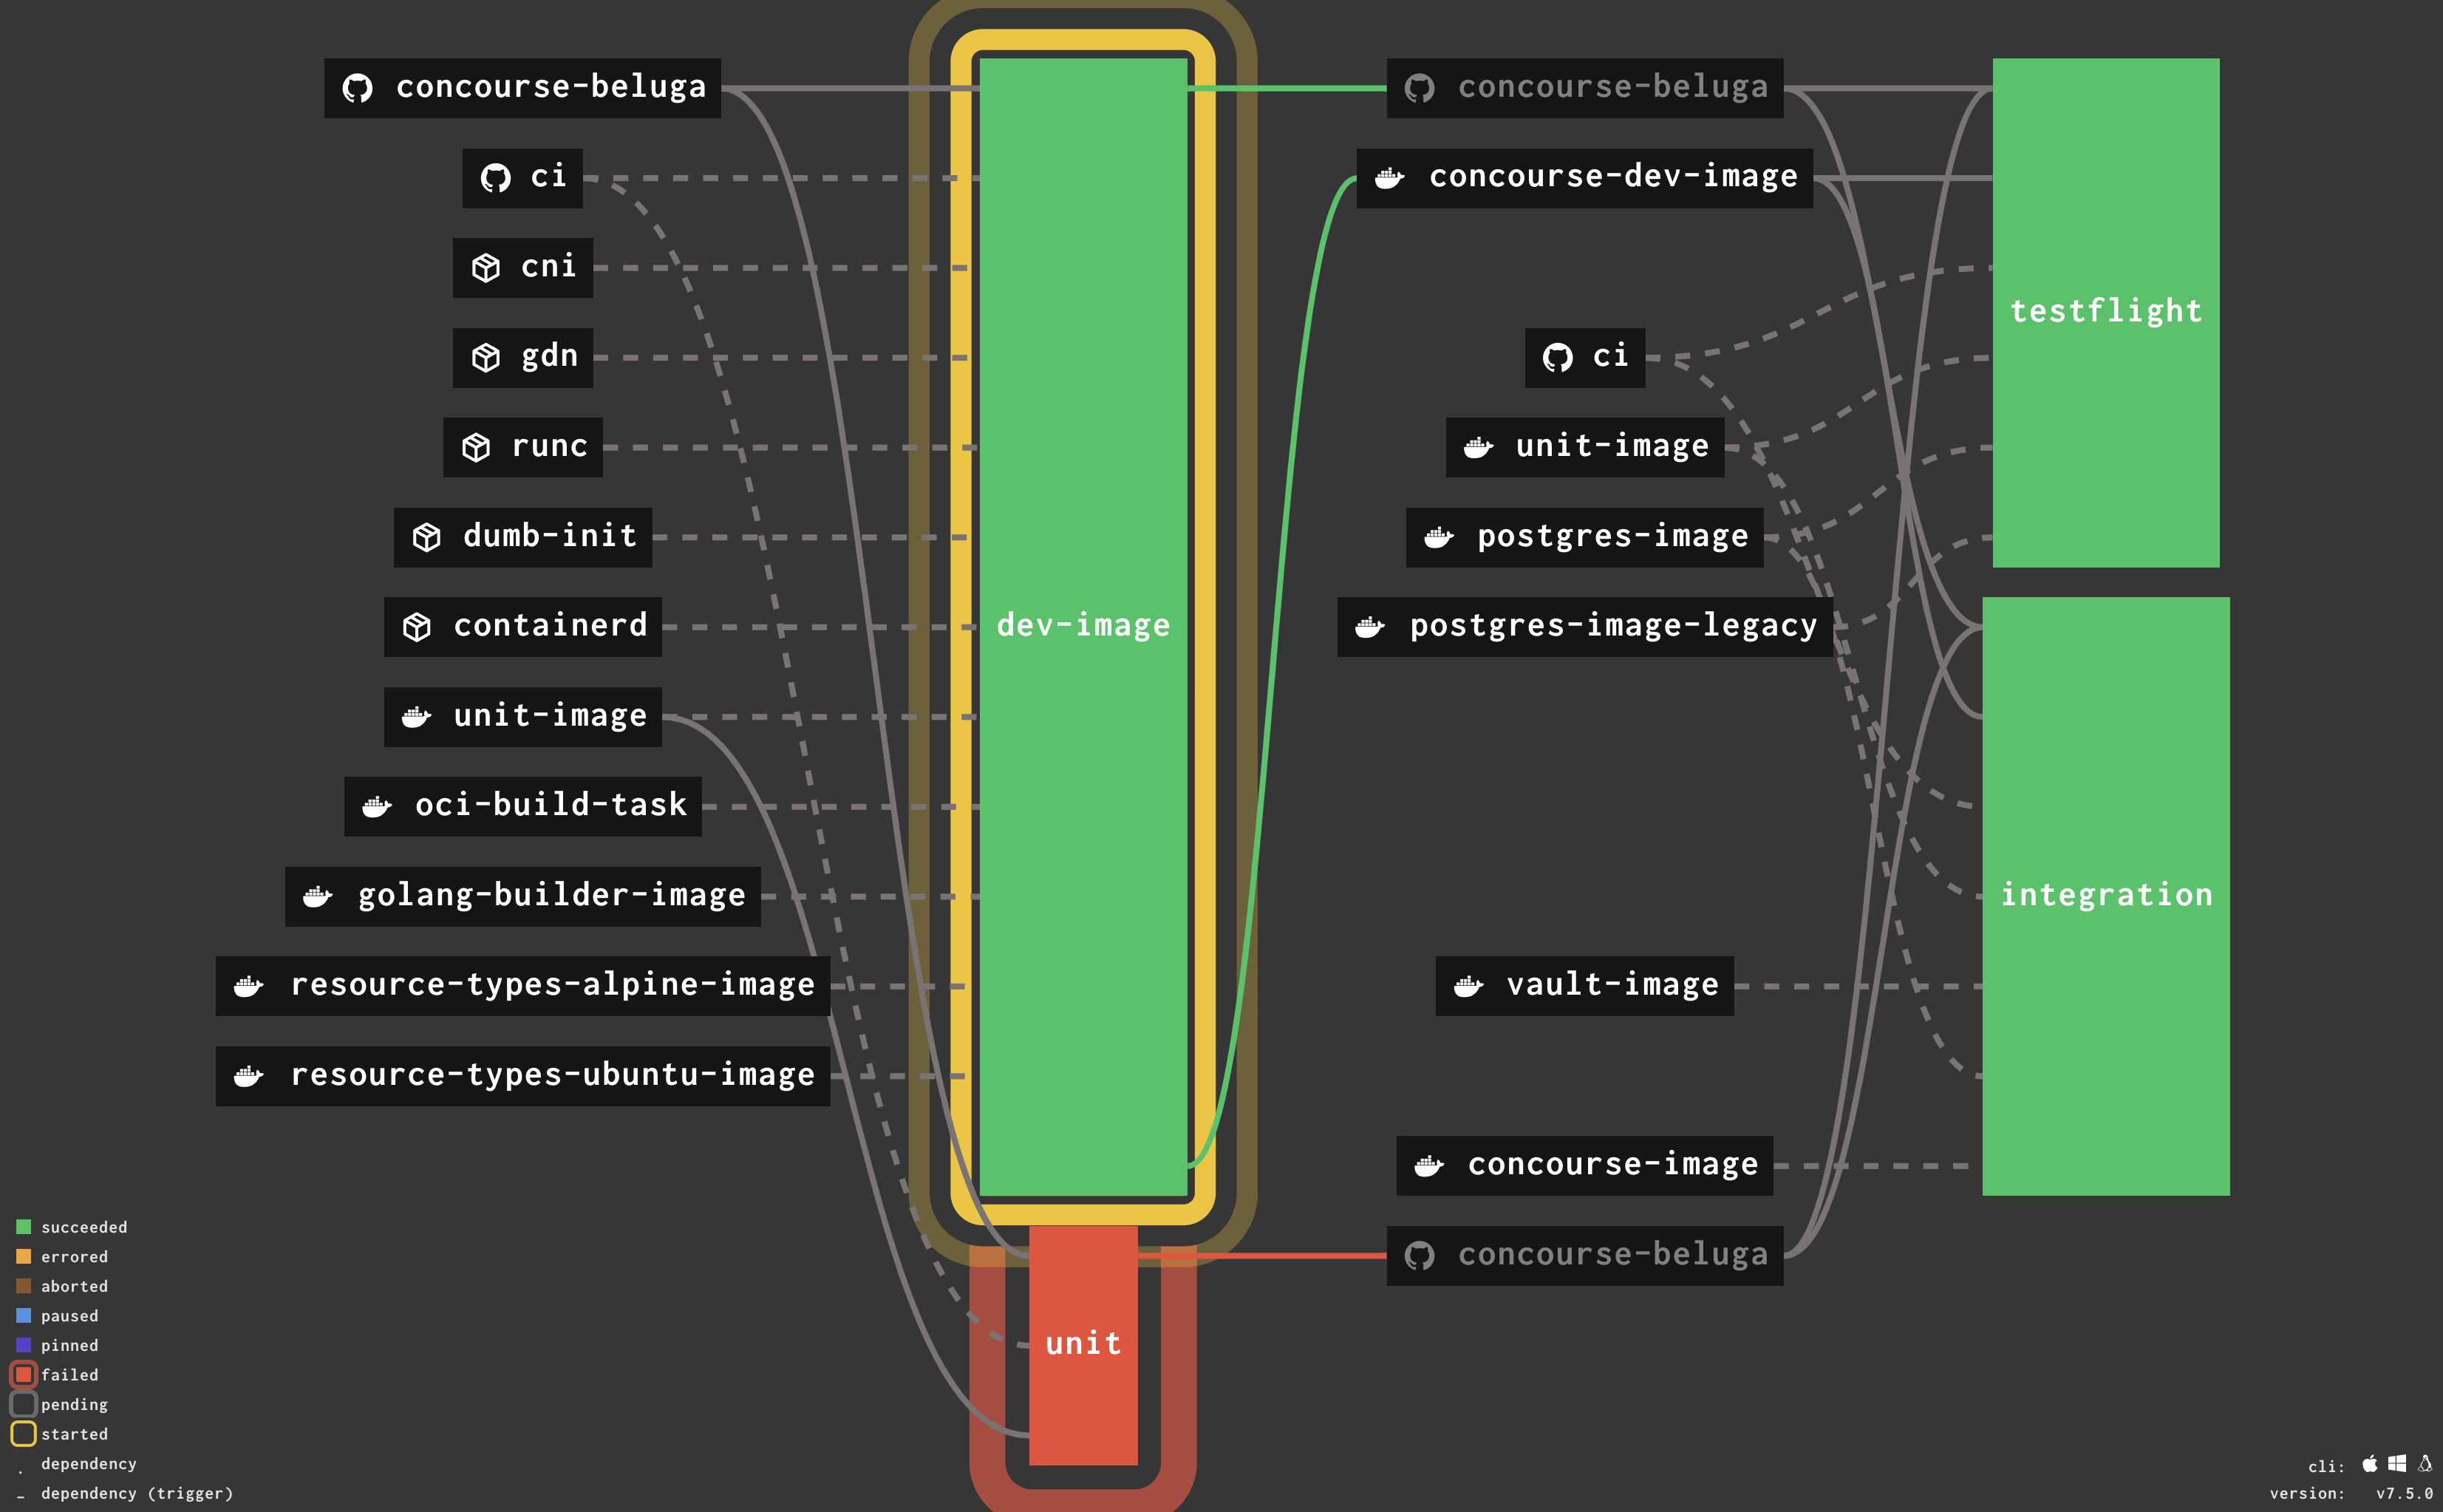 concourse-beluga
ci
cni
gdn
runc
dumb-init
containerd
unit-image
oci-build-task
golang-builder-image
resource-types-alpine-image
resource-types-ubuntu-image
dev-image
unit
concourse-beluga
concourse-dev-image
ci
unit-image
postgres-image
postgres-image-legacy
vault-image
concourse-image
concourse-beluga
testflight
integration
succeeded
errored
aborted
paused
pinned
failed
pending
started
. dependency
– dependency (trigger)
cli:
version: v7.5.0